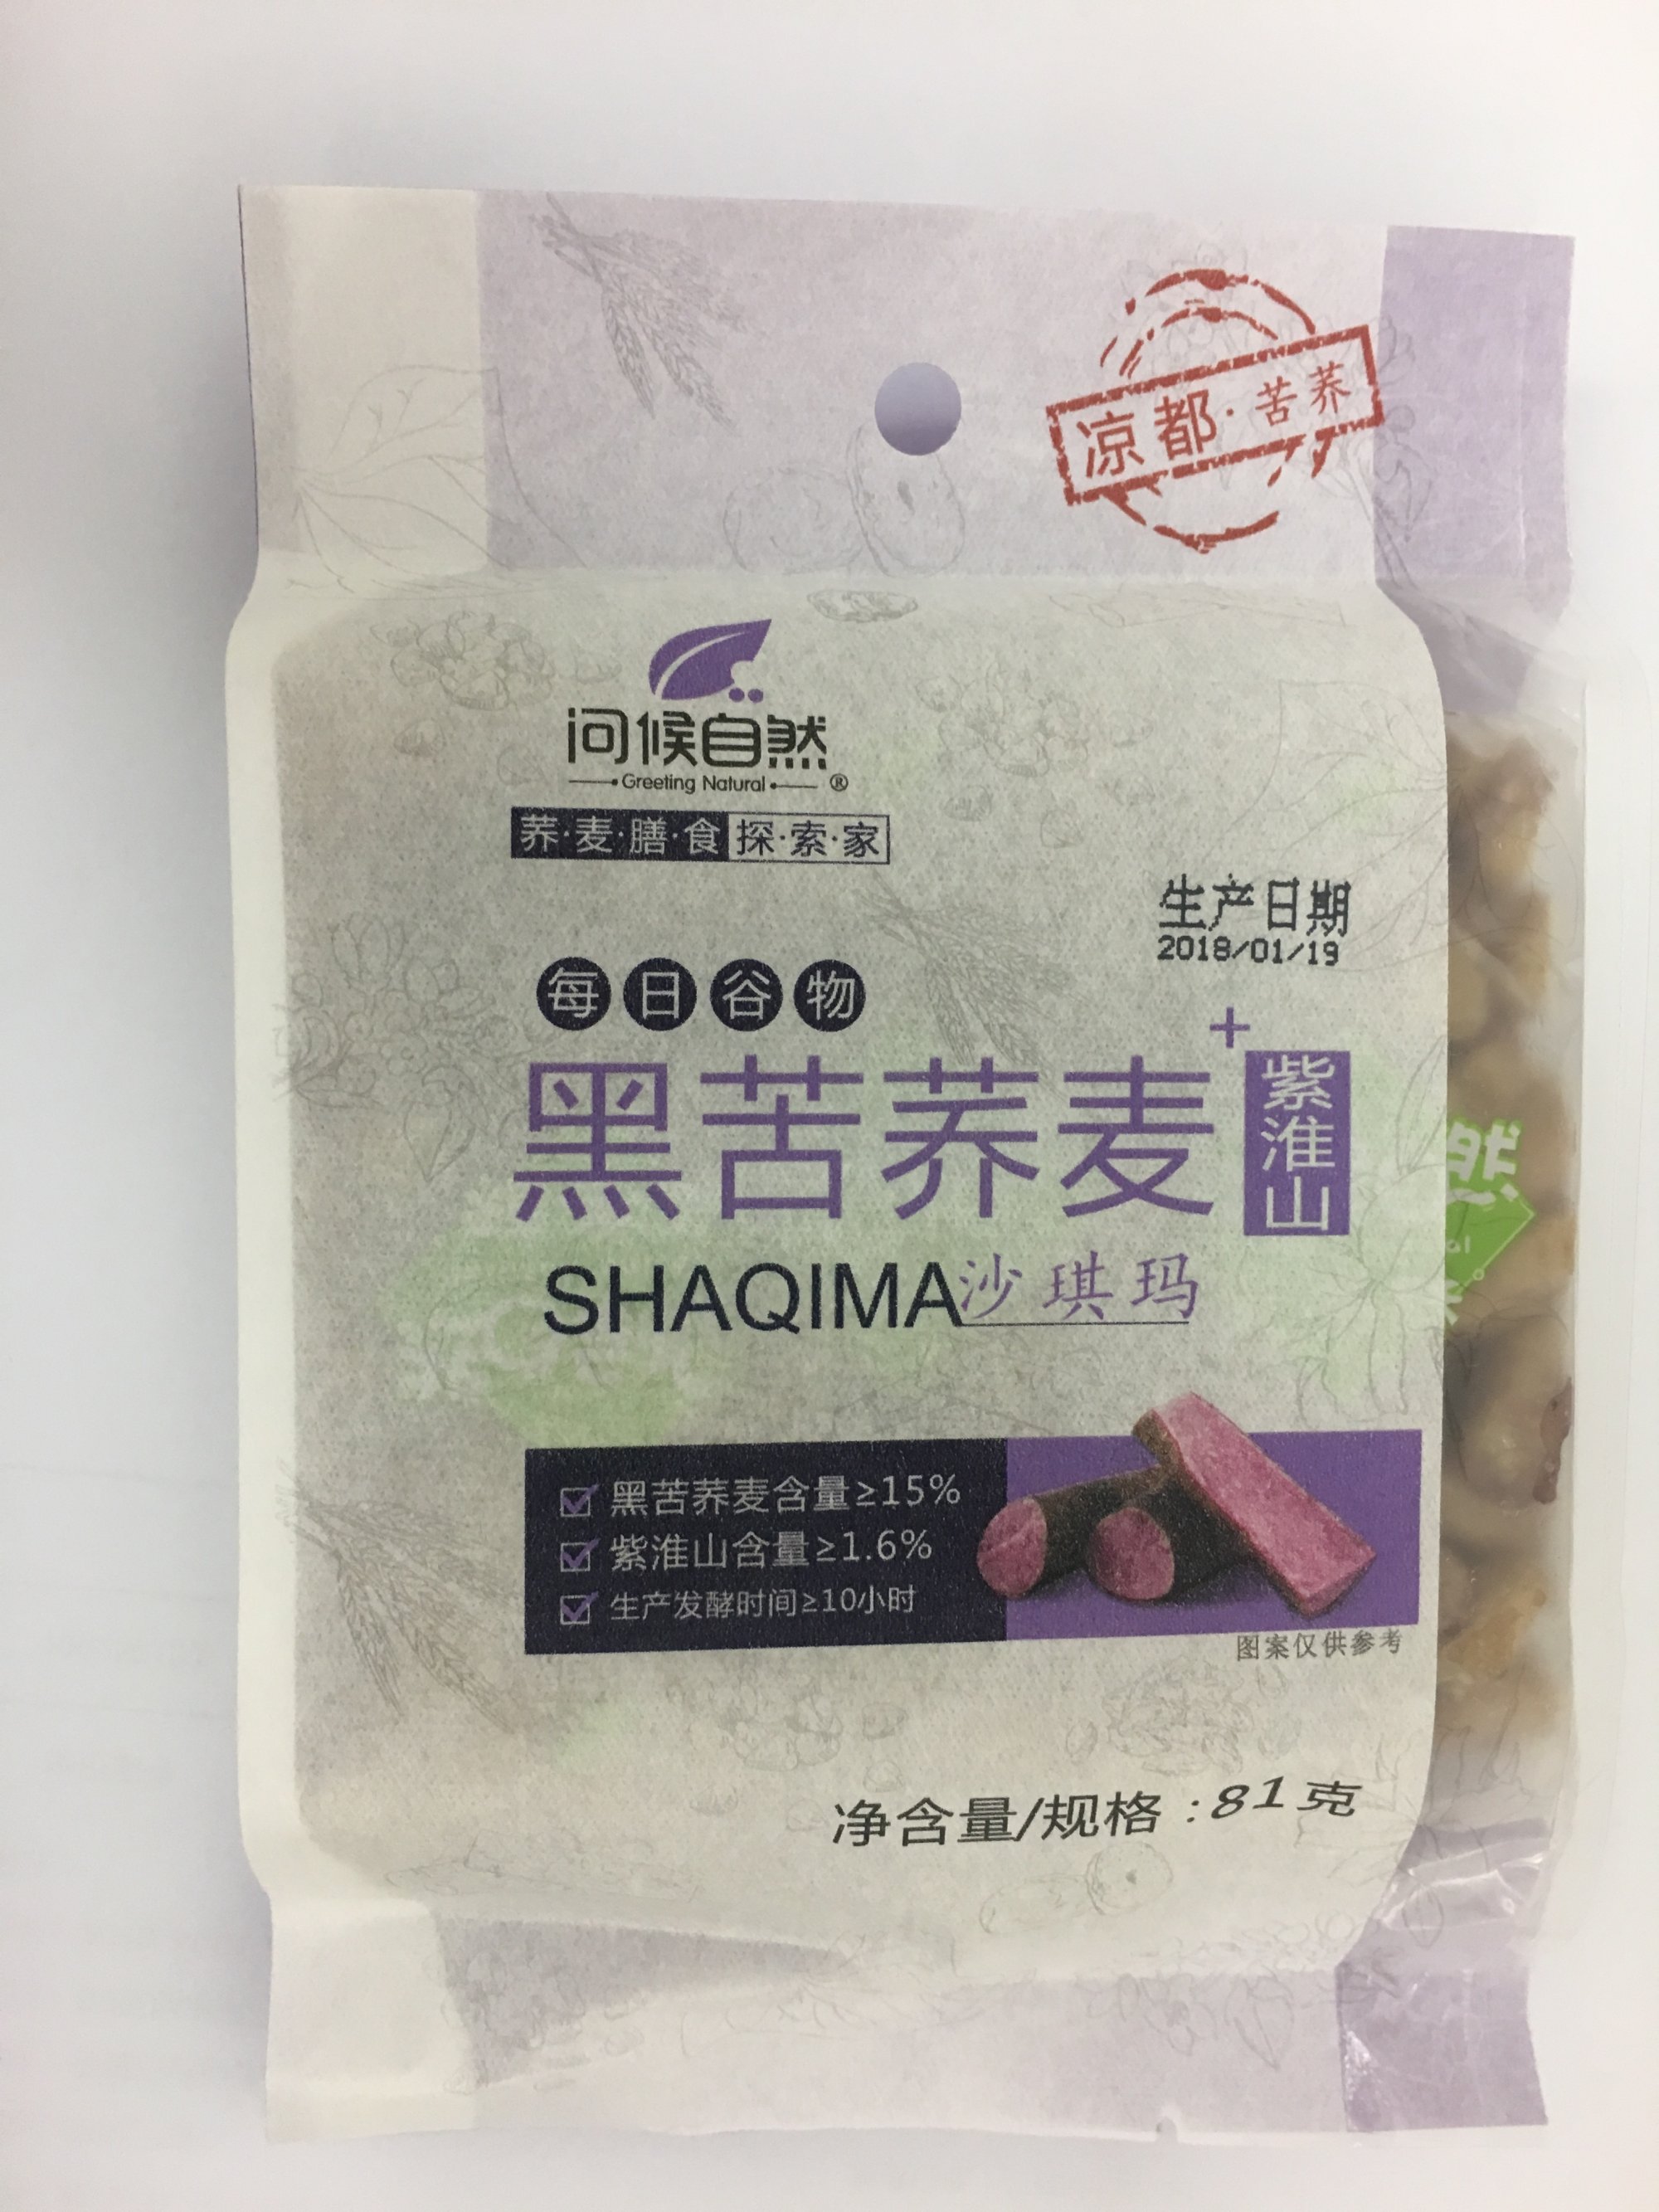 凉都·苦荞
问候自然
Greeting Natural ®
荞·麦·膳·食 探·索·家
生产日期
2018/01/19
每日谷物
黑苦荞麦+紫淮山
SHAQIMA沙琪玛
然
黑苦荞麦含量≥15%
紫淮山含量≥1.6%
生产发酵时间≥10小时
图案仅供参考
净含量/规格:81克